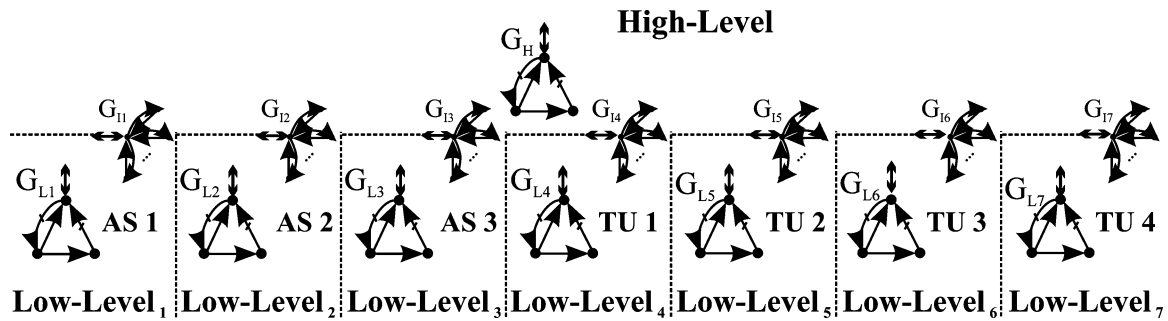 High-Level
G_H
G_I1 G_I2 G_I3 G_I4 G_I5 G_I6 G_I7
G_L1 G_L2 G_L3 G_L4 G_L5 G_L6 G_L7
AS 1 AS 2 AS 3 TU 1 TU 2 TU 3 TU 4
Low-Level_1 Low-Level_2 Low-Level_3 Low-Level_4 Low-Level_5 Low-Level_6 Low-Level_7